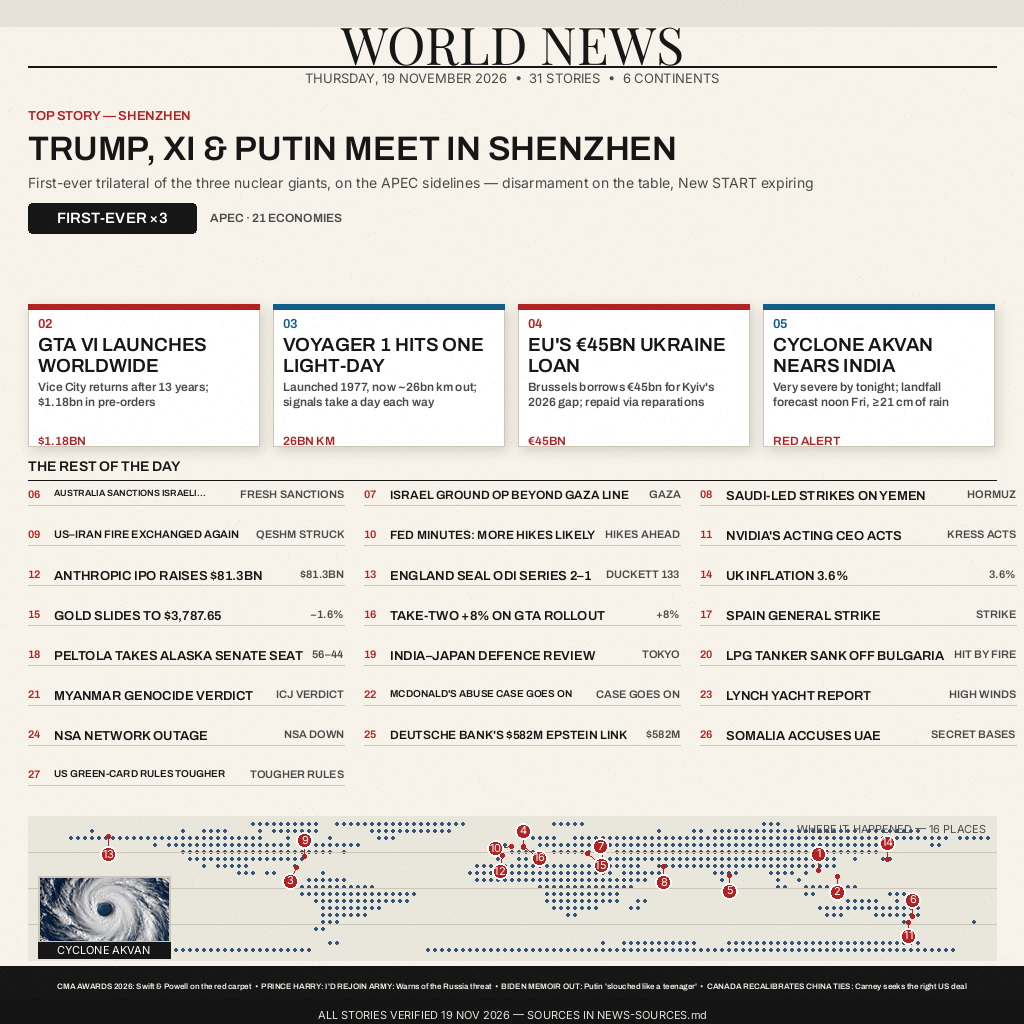 WORLD NEWS
THURSDAY, 19 NOVEMBER 2026 • 31 STORIES • 6 CONTINENTS
TOP STORY — SHENZHEN
TRUMP, XI & PUTIN MEET IN SHENZHEN
First-ever trilateral of the three nuclear giants, on the APEC sidelines — disarmament on the table, New START expiring
FIRST-EVER ×3
APEC · 21 ECONOMIES
02
GTA VI LAUNCHES
WORLDWIDE
Vice City returns after 13 years;
$1.18bn in pre-orders
$1.18BN
03
VOYAGER 1 HITS ONE
LIGHT-DAY
Launched 1977, now ~26bn km out;
signals take a day each way
26BN KM
04
EU'S €45BN UKRAINE
LOAN
Brussels borrows €45bn for Kyiv's
2026 gap; repaid via reparations
€45BN
05
CYCLONE AKVAN
NEARS INDIA
Very severe by tonight; landfall
forecast noon Fri, ≥21 cm of rain
RED ALERT
THE REST OF THE DAY
06 AUSTRALIA SANCTIONS ISRAELI... FRESH SANCTIONS
07 ISRAEL GROUND OP BEYOND GAZA LINE GAZA
08 SAUDI-LED STRIKES ON YEMEN HORMUZ
09 US–IRAN FIRE EXCHANGED AGAIN QESHM STRUCK
10 FED MINUTES: MORE HIKES LIKELY HIKES AHEAD
11 NVIDIA'S ACTING CEO ACTS KRESS ACTS
12 ANTHROPIC IPO RAISES $81.3BN $81.3BN
13 ENGLAND SEAL ODI SERIES 2–1 DUCKETT 133
14 UK INFLATION 3.6% 3.6%
15 GOLD SLIDES TO $3,787.65 −1.6%
16 TAKE-TWO +8% ON GTA ROLLOUT +8%
17 SPAIN GENERAL STRIKE STRIKE
18 PELTOLA TAKES ALASKA SENATE SEAT 56–44
19 INDIA–JAPAN DEFENCE REVIEW TOKYO
20 LPG TANKER SANK OFF BULGARIA HIT BY FIRE
21 MYANMAR GENOCIDE VERDICT ICJ VERDICT
22 MCDONALD'S ABUSE CASE GOES ON CASE GOES ON
23 LYNCH YACHT REPORT HIGH WINDS
24 NSA NETWORK OUTAGE NSA DOWN
25 DEUTSCHE BANK'S $582M EPSTEIN LINK $582M
26 SOMALIA ACCUSES UAE SECRET BASES
27 US GREEN-CARD RULES TOUGHER TOUGHER RULES
WHERE IT HAPPENED — 16 PLACES
13
9
3
4
10
16
12
7
15
8
5
1
2
14
6
11
CYCLONE AKVAN
CMA AWARDS 2026: Swift & Powell on the red carpet • PRINCE HARRY: I'D REJOIN ARMY: Warns of the Russia threat • BIDEN MEMOIR OUT: Putin 'slouched like a teenager' • CANADA RECALIBRATES CHINA TIES: Carney seeks the right US deal
ALL STORIES VERIFIED 19 NOV 2026 — SOURCES IN NEWS-SOURCES.md